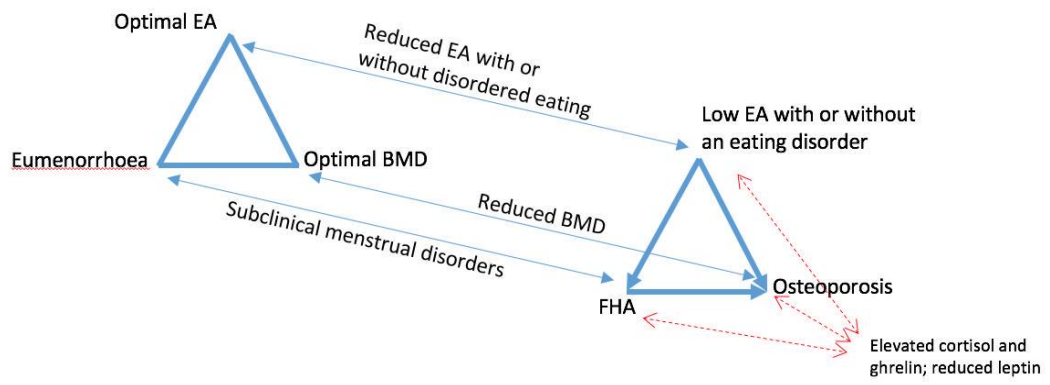 Optimal EA
Reduced EA with or
without disordered eating
Low EA with or without
an eating disorder
Eumenorrhoea
Optimal BMD
Reduced BMD
Subclinical menstrual disorders
Osteoporosis
FHA
Elevated cortisol and
ghrelin; reduced leptin